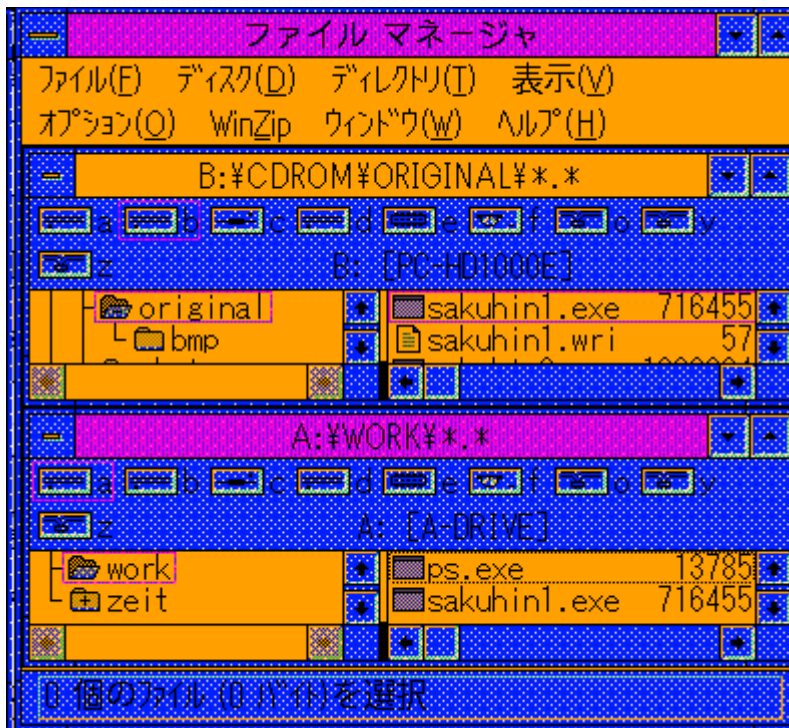 ファイル マネージャ
ﾌｧｲﾙ(F) ﾃﾞｨｽｸ(D) ﾃﾞｨﾚｸﾄﾘ(T) 表示(V)
ｵﾌﾟｼｮﾝ(O) WinZip ｳｨﾝﾄﾞｳ(W) ﾍﾙﾌﾟ(H)
B:¥CDROM¥ORIGINAL¥*.*
a b c d e f o y
z B: [PC-HD1000E]
original sakuhin1.exe 716455
bmp sakuhin1.wri 57
A:¥WORK¥*.*
a b c d e f o y
z A: [A-DRIVE]
work ps.exe 13785
zeit sakuhin1.exe 716455
0 個のﾌｧｲﾙ (0 ﾊﾞｲﾄ)を選択